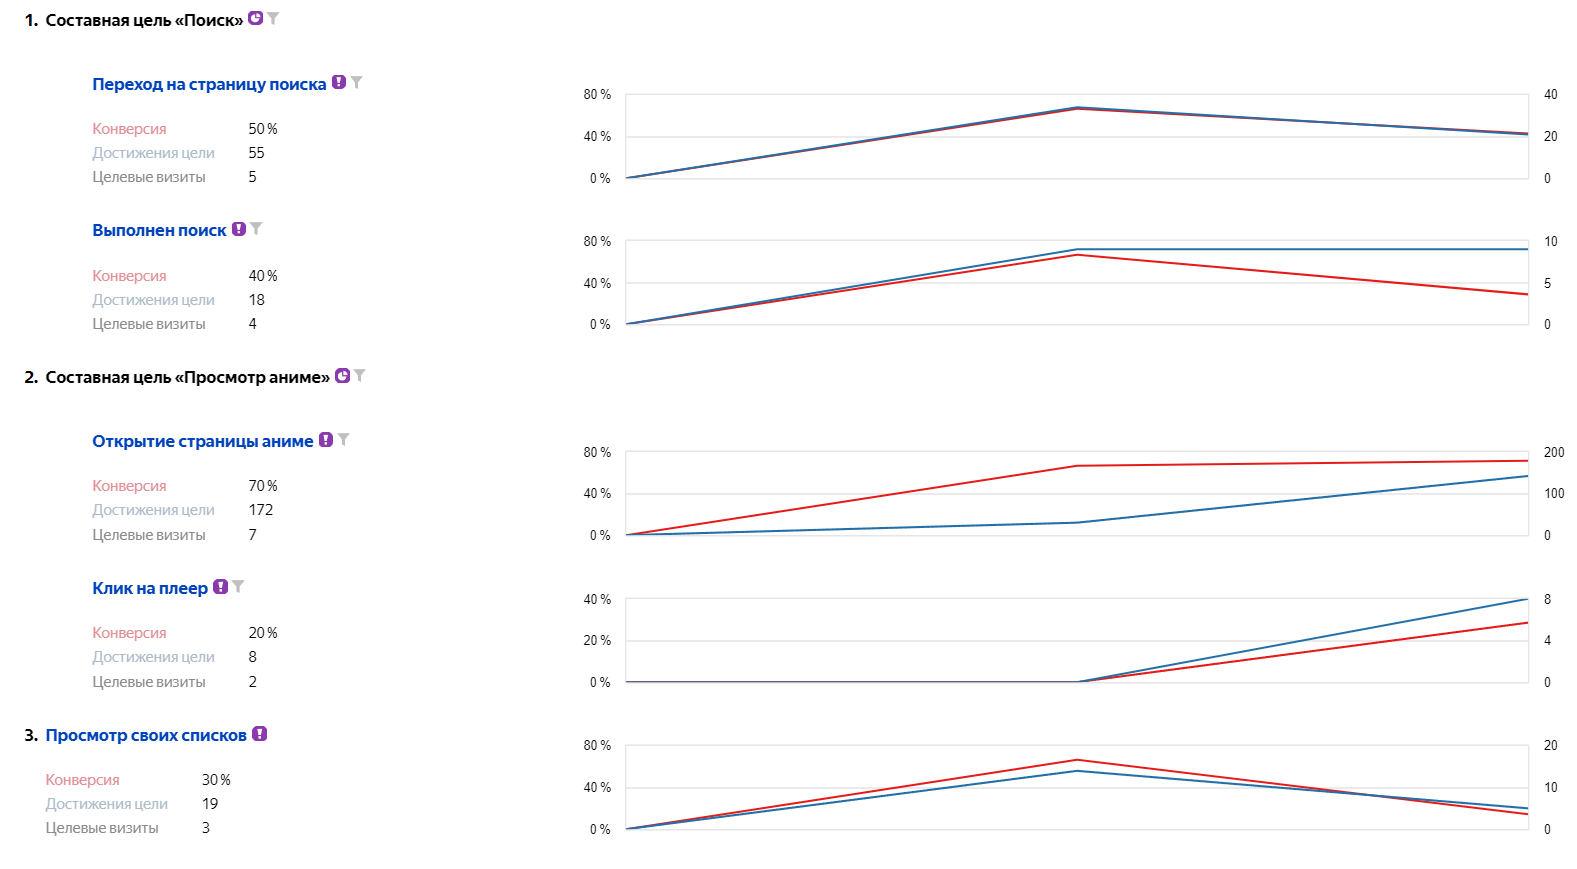 1. Составная цель «Поиск»
Переход на страницу поиска
80 %
40
Конверсия 50 %
40 %
20
Достижения цели 55
Целевые визиты 5
0 %
0
Выполнен поиск
80 %
10
Конверсия 40 %
40 %
5
Достижения цели 18
Целевые визиты 4
0 %
0
2. Составная цель «Просмотр аниме»
Открытие страницы аниме
80 %
200
Конверсия 70 %
40 %
100
Достижения цели 172
Целевые визиты 7
0 %
0
Клик на плеер
40 %
8
Конверсия 20 %
20 %
4
Достижения цели 8
Целевые визиты 2
0 %
0
3. Просмотр своих списков
80 %
20
Конверсия 30 %
40 %
10
Достижения цели 19
Целевые визиты 3
0 %
0